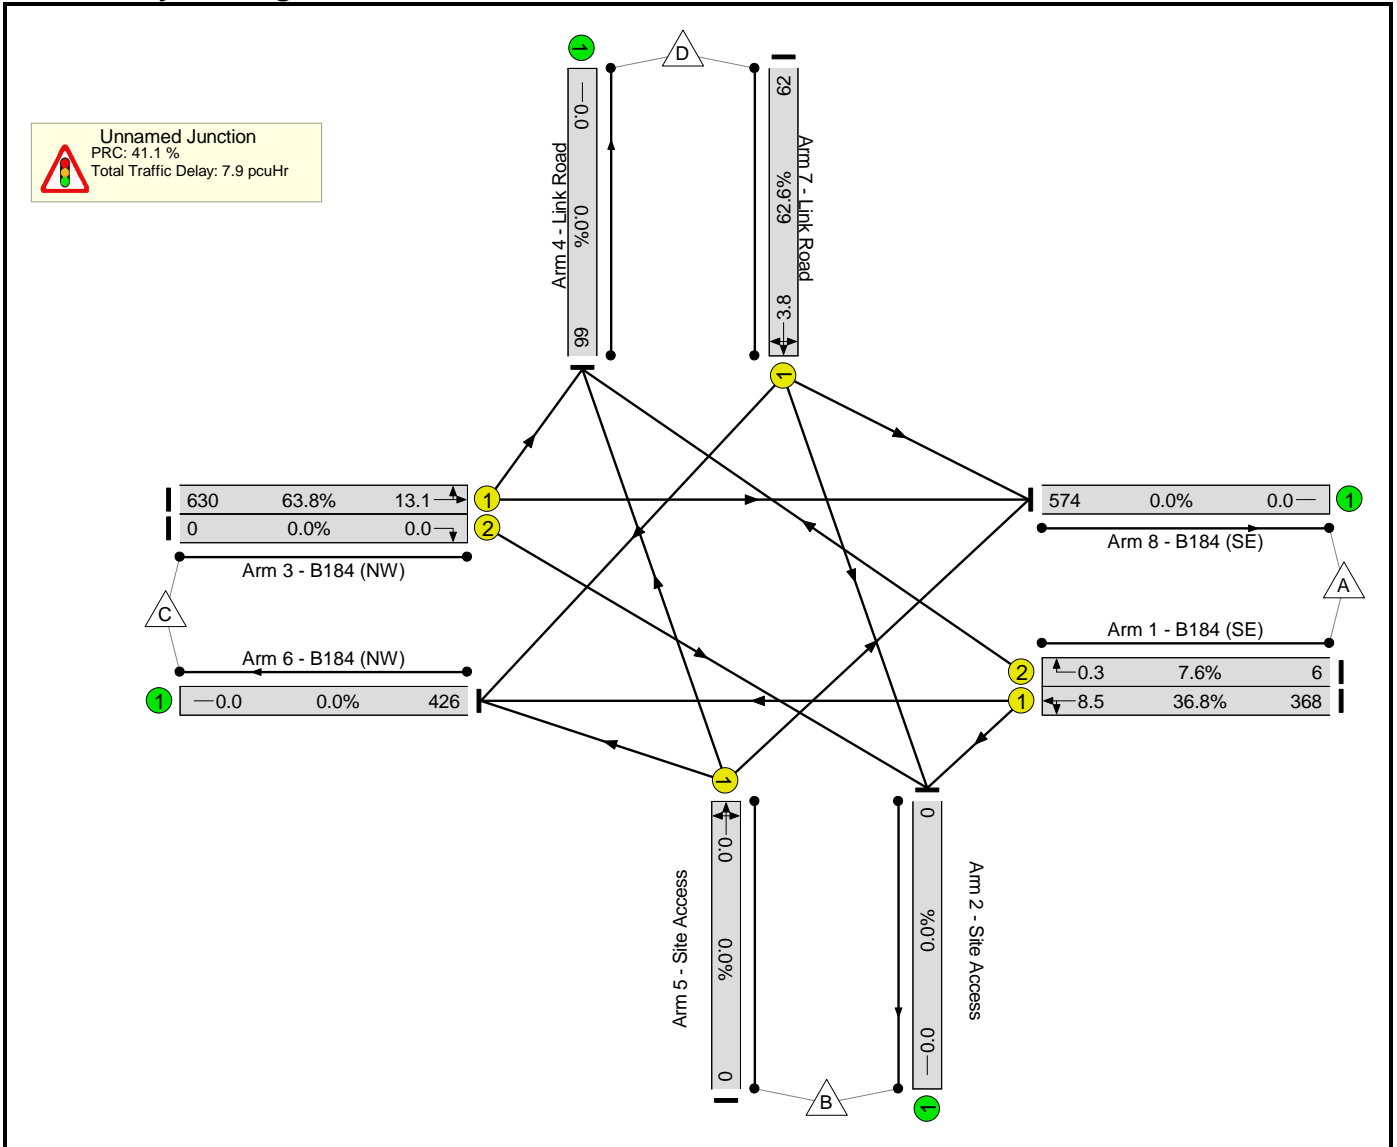 Unnamed Junction
PRC: 41.1 %
Total Traffic Delay: 7.9 pcuHr
1
D
0.0
0.0%
66
Arm 4 - Link Road
62
62.6%
3.8
Arm 7 - Link Road
1
630 63.8% 13.1 1
0 0.0% 0.0 2
Arm 3 - B184 (NW)
C
Arm 6 - B184 (NW)
1 0.0 0.0% 426
574 0.0% 0.0 1
Arm 8 - B184 (SE)
A
Arm 1 - B184 (SE)
2 0.3 7.6% 6
1 8.5 36.8% 368
1
0.0
0.0%
0
Arm 5 - Site Access
0
0.0%
0.0
Arm 2 - Site Access
B
1